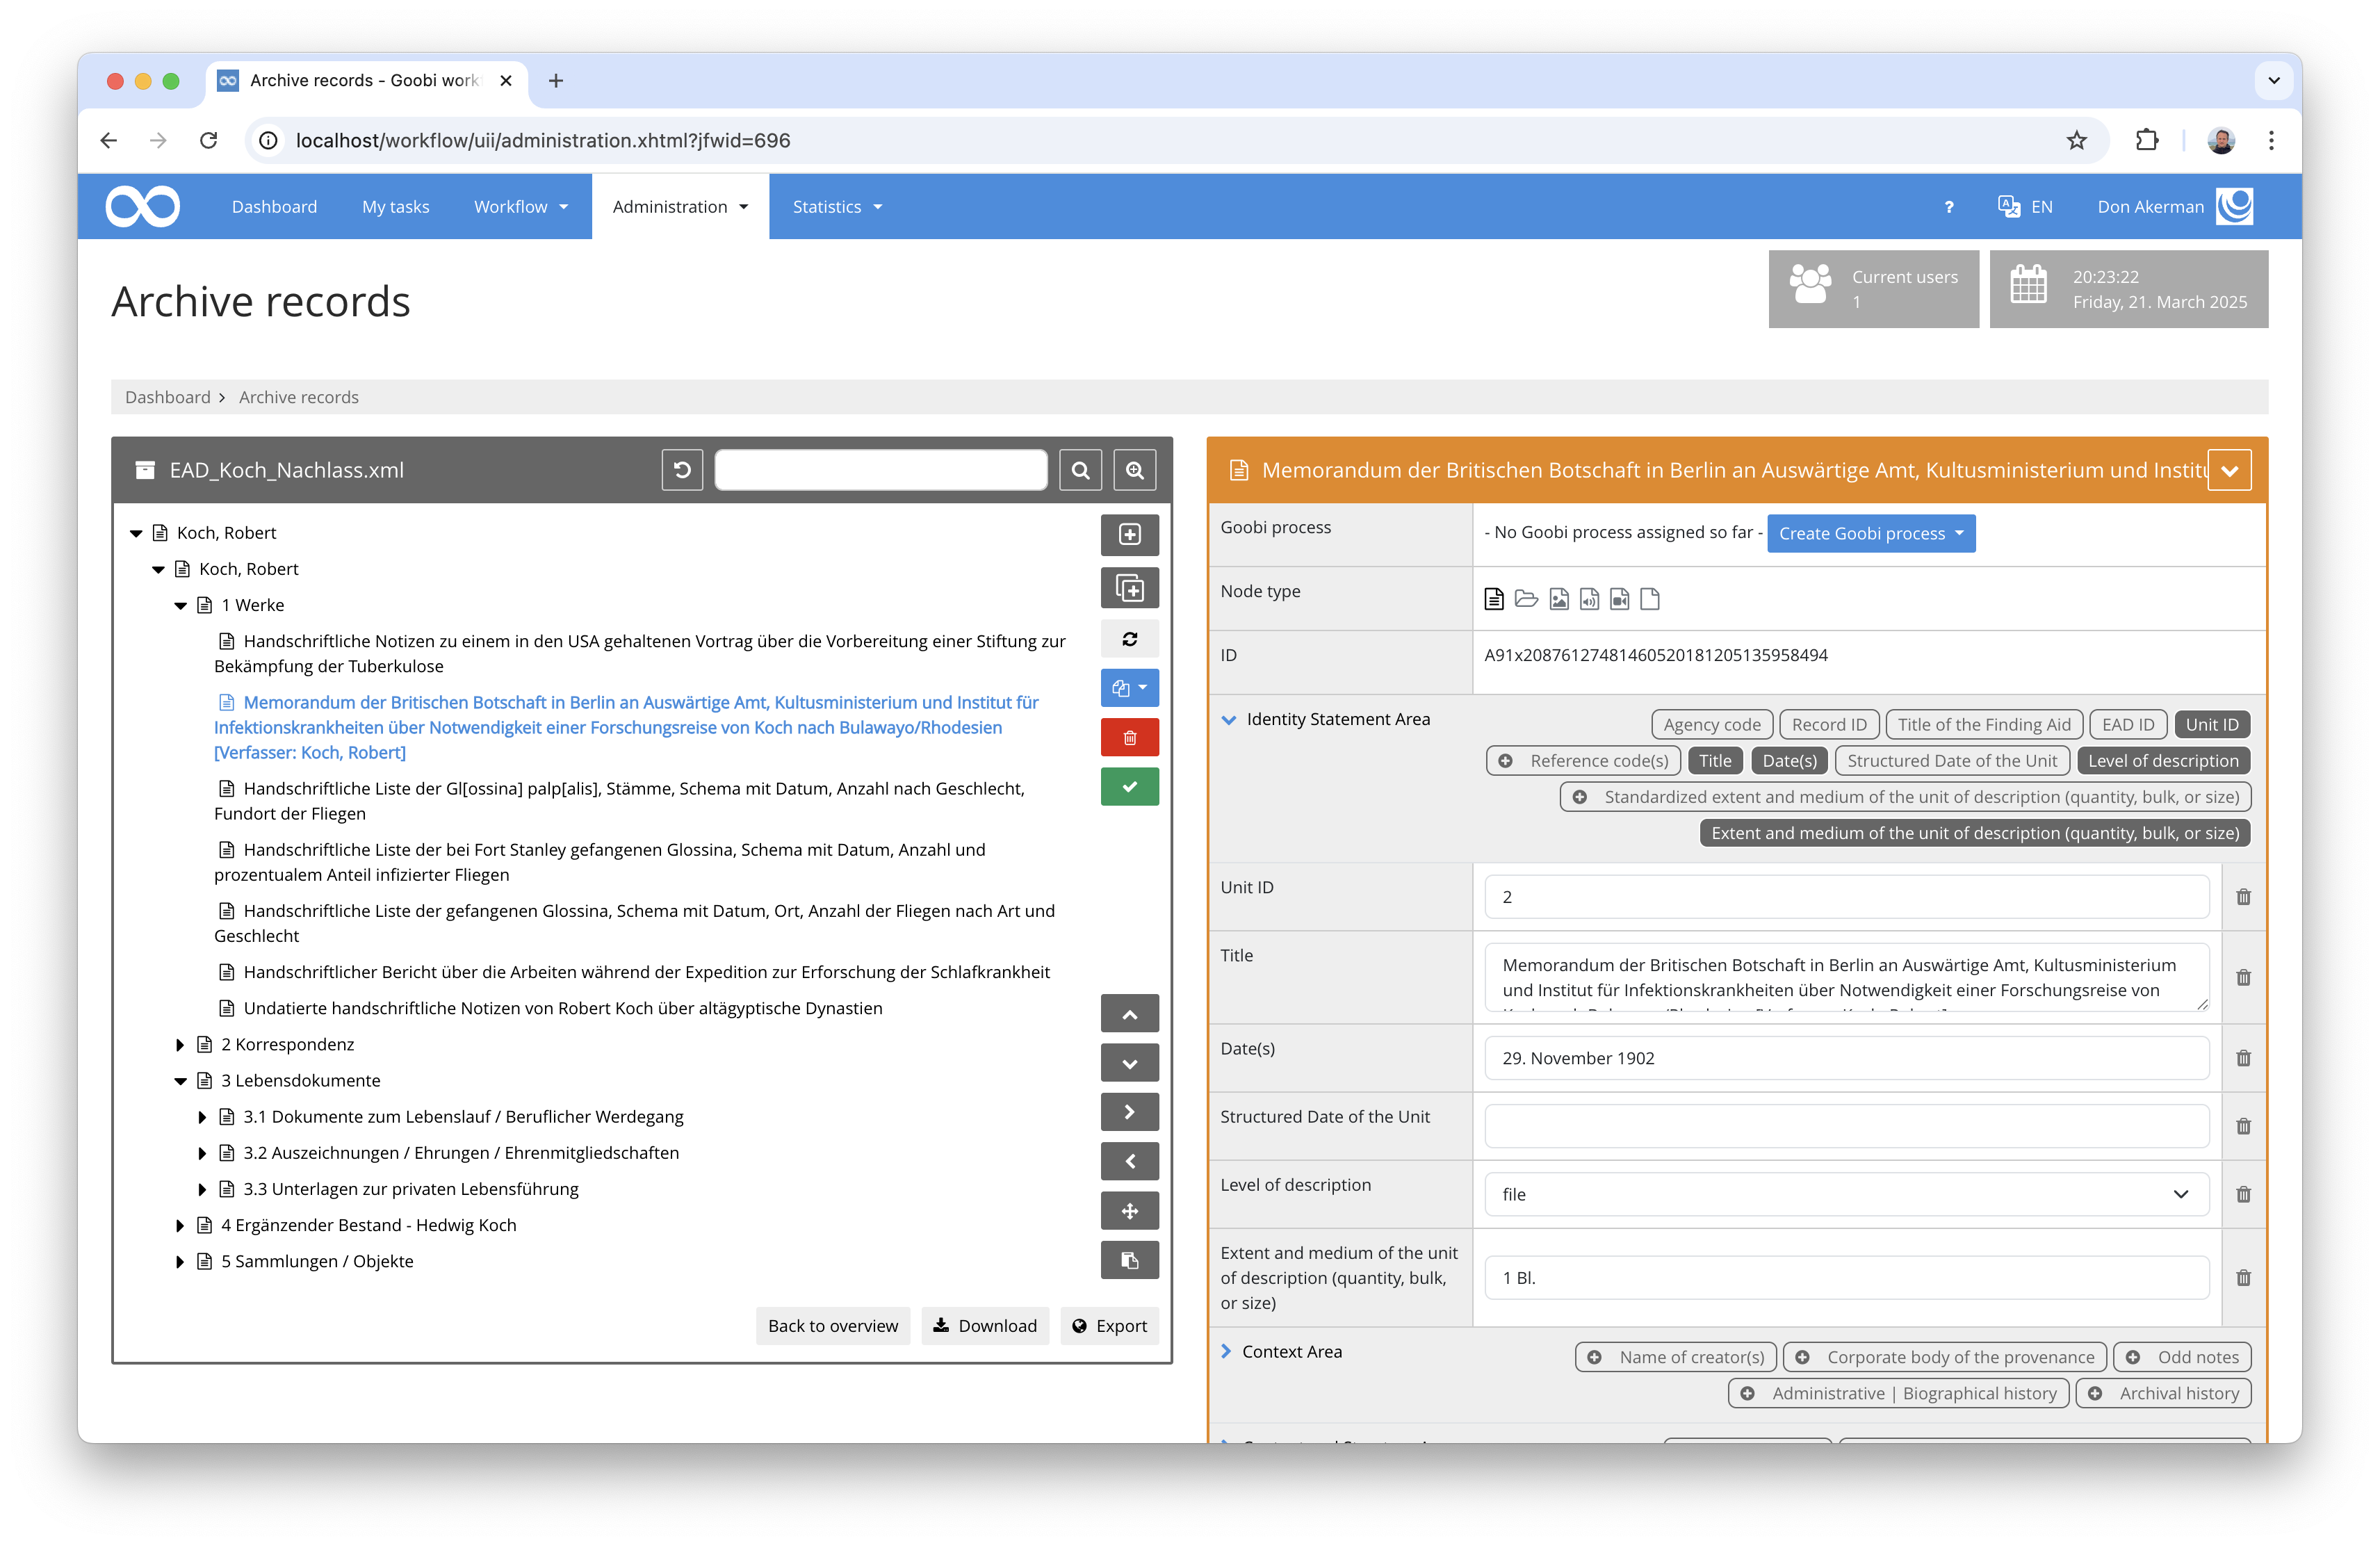 Archive records - Goobi work
localhost/workflow/uii/administration.xhtml?jfwid=696
Dashboard
My tasks
Workflow
Administration
Statistics
?
EN
Don Akerman
Archive records
Current users
1
20:23:22
Friday, 21. March 2025
Dashboard
Archive records
EAD_Koch_Nachlass.xml
Koch, Robert
Koch, Robert
1 Werke
Handschriftliche Notizen zu einem in den USA gehaltenen Vortrag über die Vorbereitung einer Stiftung zur
Bekämpfung der Tuberkulose
Memorandum der Britischen Botschaft in Berlin an Auswärtige Amt, Kultusministerium und Institut für
Infektionskrankheiten über Notwendigkeit einer Forschungsreise von Koch nach Bulawayo/Rhodesien
[Verfasser: Koch, Robert]
Handschriftliche Liste der Gl[ossina] palp[alis], Stämme, Schema mit Datum, Anzahl nach Geschlecht,
Fundort der Fliegen
Handschriftliche Liste der bei Fort Stanley gefangenen Glossina, Schema mit Datum, Anzahl und
prozentualem Anteil infizierter Fliegen
Handschriftliche Liste der gefangenen Glossina, Schema mit Datum, Ort, Anzahl der Fliegen nach Art und
Geschlecht
Handschriftlicher Bericht über die Arbeiten während der Expedition zur Erforschung der Schlafkrankheit
Undatierte handschriftliche Notizen von Robert Koch über altägyptische Dynastien
2 Korrespondenz
3 Lebensdokumente
3.1 Dokumente zum Lebenslauf / Beruflicher Werdegang
3.2 Auszeichnungen / Ehrungen / Ehrenmitgliedschaften
3.3 Unterlagen zur privaten Lebensführung
4 Ergänzender Bestand - Hedwig Koch
5 Sammlungen / Objekte
Back to overview
Download
Export
Memorandum der Britischen Botschaft in Berlin an Auswärtige Amt, Kultusministerium und Institu
Goobi process
- No Goobi process assigned so far -
Create Goobi process
Node type
ID
A91x20876127481460520181205135958494
Identity Statement Area
Agency code
Record ID
Title of the Finding Aid
EAD ID
Unit ID
Reference code(s)
Title
Date(s)
Structured Date of the Unit
Level of description
Standardized extent and medium of the unit of description (quantity, bulk, or size)
Extent and medium of the unit of description (quantity, bulk, or size)
Unit ID
2
Title
Memorandum der Britischen Botschaft in Berlin an Auswärtige Amt, Kultusministerium
und Institut für Infektionskrankheiten über Notwendigkeit einer Forschungsreise von
Date(s)
29. November 1902
Structured Date of the Unit
Level of description
file
Extent and medium of the unit
of description (quantity, bulk,
or size)
1 Bl.
Context Area
Name of creator(s)
Corporate body of the provenance
Odd notes
Administrative | Biographical history
Archival history